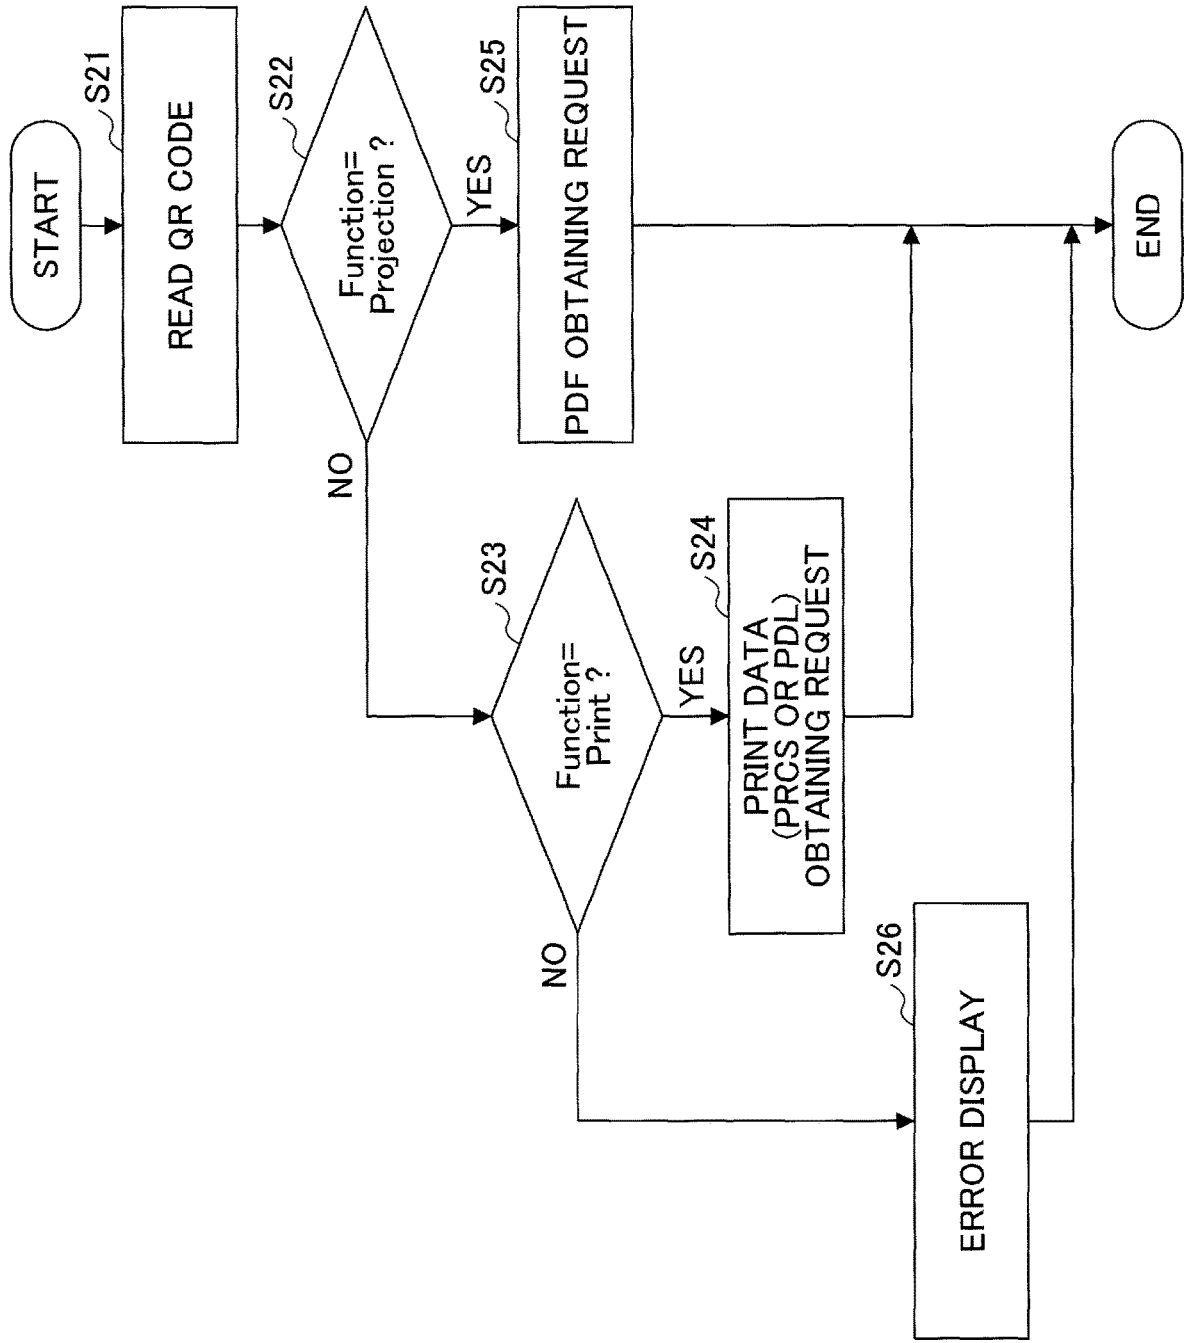 START
S21
READ QR CODE
S22
Function=
Projection ?
YES
NO
S25
PDF OBTAINING REQUEST
S23
Function=
Print ?
YES
NO
S24
PRINT DATA
(PRCS OR PDL)
OBTAINING REQUEST
S26
ERROR DISPLAY
END